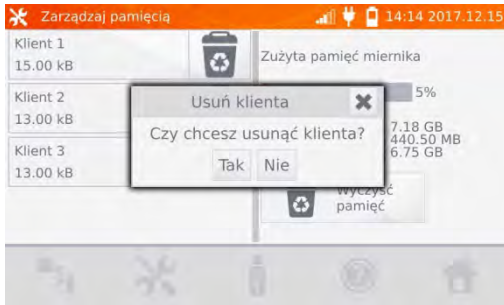 Zarządzaj pamięcią
14:14 2017.12.15
Klient 1
15.00 kB
Klient 2
13.00 kB
Klient 3
13.00 kB
Zużyta pamięć miernika
5%
7.18 GB
440.50 MB
6.75 GB
Wyczyść
pamięć
Usuń klienta
Czy chcesz usunąć klienta?
Tak Nie